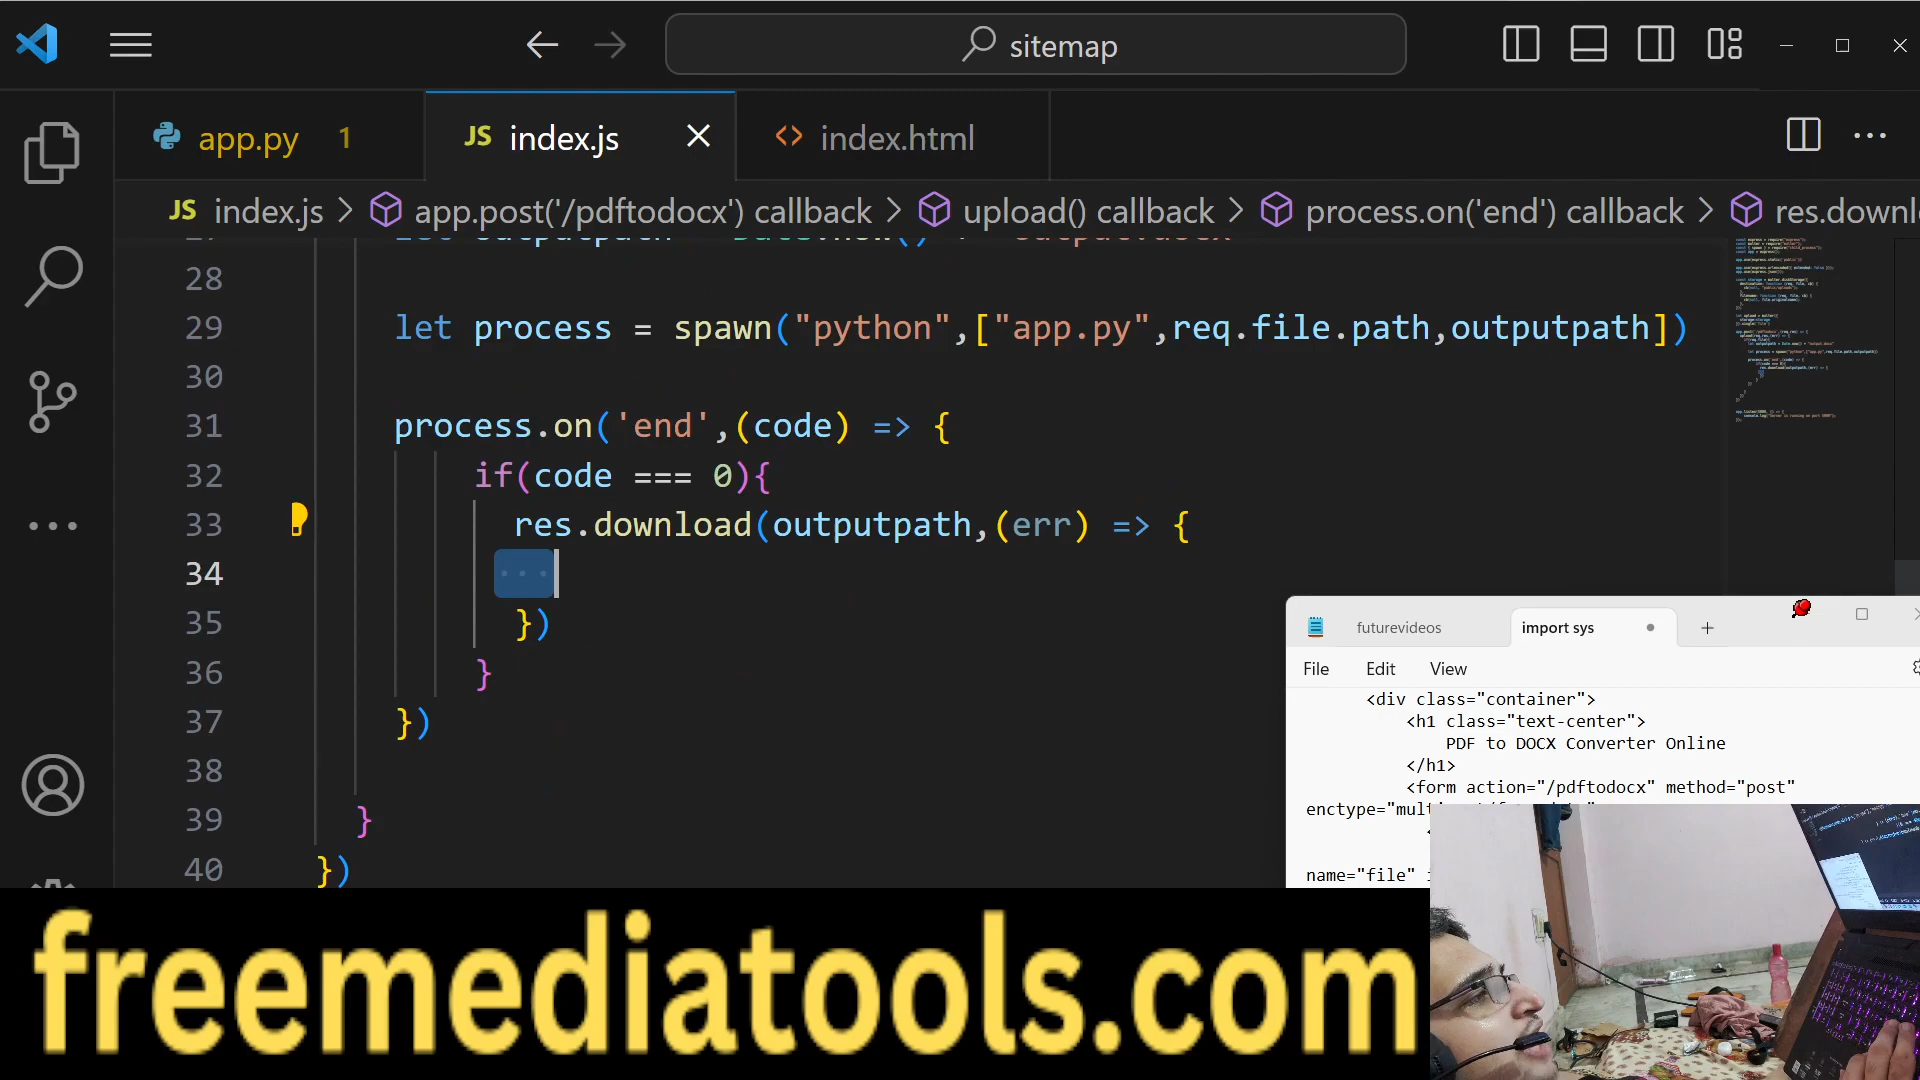 sitemap
app.py 1
JS index.js
index.html
JS index.js > app.post('/pdftodocx') callback > upload() callback > process.on('end') callback > res.downl
28
29 let process = spawn("python",["app.py",req.file.path,outputpath])
30
31 process.on('end',(code) => {
32 if(code === 0){
33 res.download(outputpath,(err) => {
34
35 })
36 }
37 })
38
39 }
40 })
futurevideos
import sys
File Edit View
<div class="container">
<h1 class="text-center">
PDF to DOCX Converter Online
</h1>
<form action="/pdftodocx" method="post"
name="file"
freemediatools.com